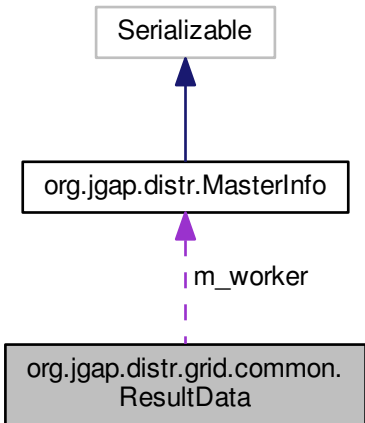 Serializable
org.jgap.distr.MasterInfo
m_worker
org.jgap.distr.grid.common.
ResultData